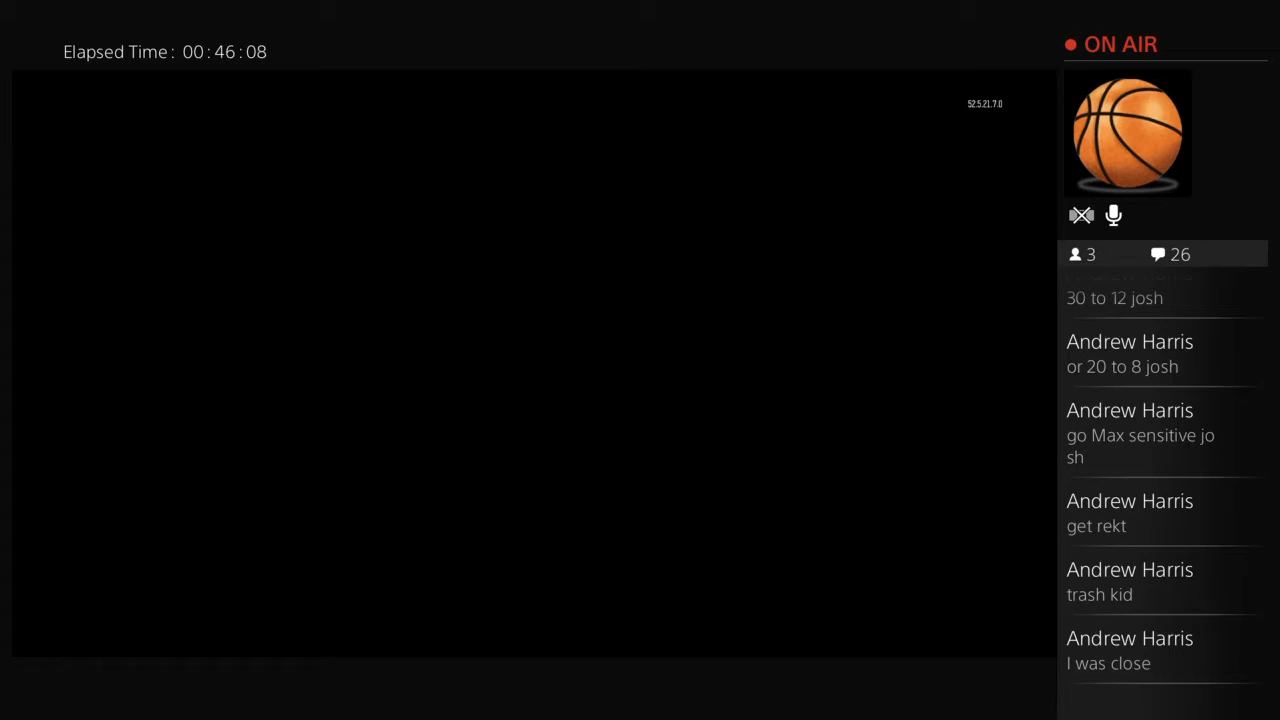 Elapsed Time: 00:46:08
ON AIR
52.5.21.7.0
3 26
30 to 12 josh
Andrew Harris
or 20 to 8 josh
Andrew Harris
go Max sensitive jo
sh
Andrew Harris
get rekt
Andrew Harris
trash kid
Andrew Harris
I was close